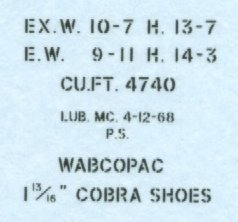 EX.W. 10-7 H. 13-7
E.W. 9-11 H. 14-3
CU.FT. 4740
LUB. MC. 4-12-68
P.S.
WABCOPAC
1 13/16" COBRA SHOES